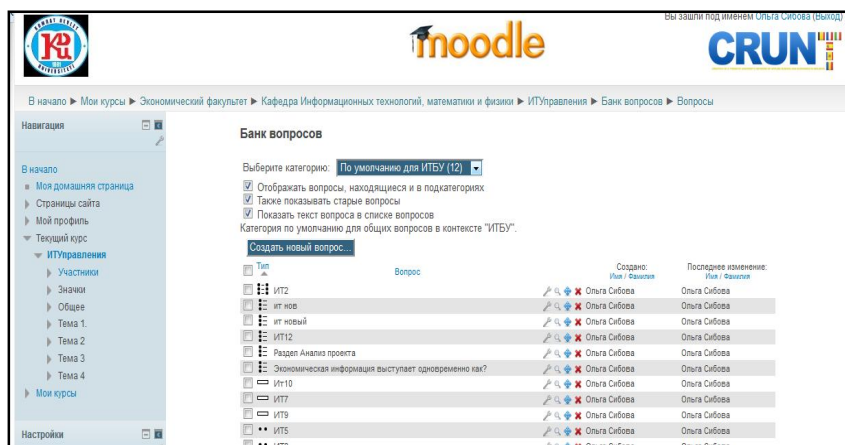 Вы зашли под именем Ольга Сибова (Выход)
moodle
CRUNT
В начало ► Мои курсы ► Экономический факультет ► Кафедра Информационных технологий, математики и физики ► ИТУправления ► Банк вопросов ► Вопросы
Навигация
В начало
Моя домашняя страница
Страницы сайта
Мой профиль
Текущий курс
ИТУправления
Участники
Значки
Общее
Тема 1.
Тема 2
Тема 3
Тема 4
Мои курсы
Настройки
Банк вопросов
Выберите категорию: По умолчанию для ИТБУ (12)
Отображать вопросы, находящиеся и в подкатегориях
Также показывать старые вопросы
Показать текст вопроса в списке вопросов
Категория по умолчанию для общих вопросов в контексте "ИТБУ".
Создать новый вопрос...
Тип Вопрос Создано: Последнее изменение:
Имя / Фамилия Имя / Фамилия
ИТ2 Ольга Сибова Ольга Сибова
ит нов Ольга Сибова Ольга Сибова
ит новый Ольга Сибова Ольга Сибова
ИТ12 Ольга Сибова Ольга Сибова
Раздел Анализ проекта Ольга Сибова Ольга Сибова
Экономическая информация выступает одновременно как? Ольга Сибова Ольга Сибова
Ит10 Ольга Сибова Ольга Сибова
ИТ7 Ольга Сибова Ольга Сибова
ИТ9 Ольга Сибова Ольга Сибова
ИТ5 Ольга Сибова Ольга Сибова